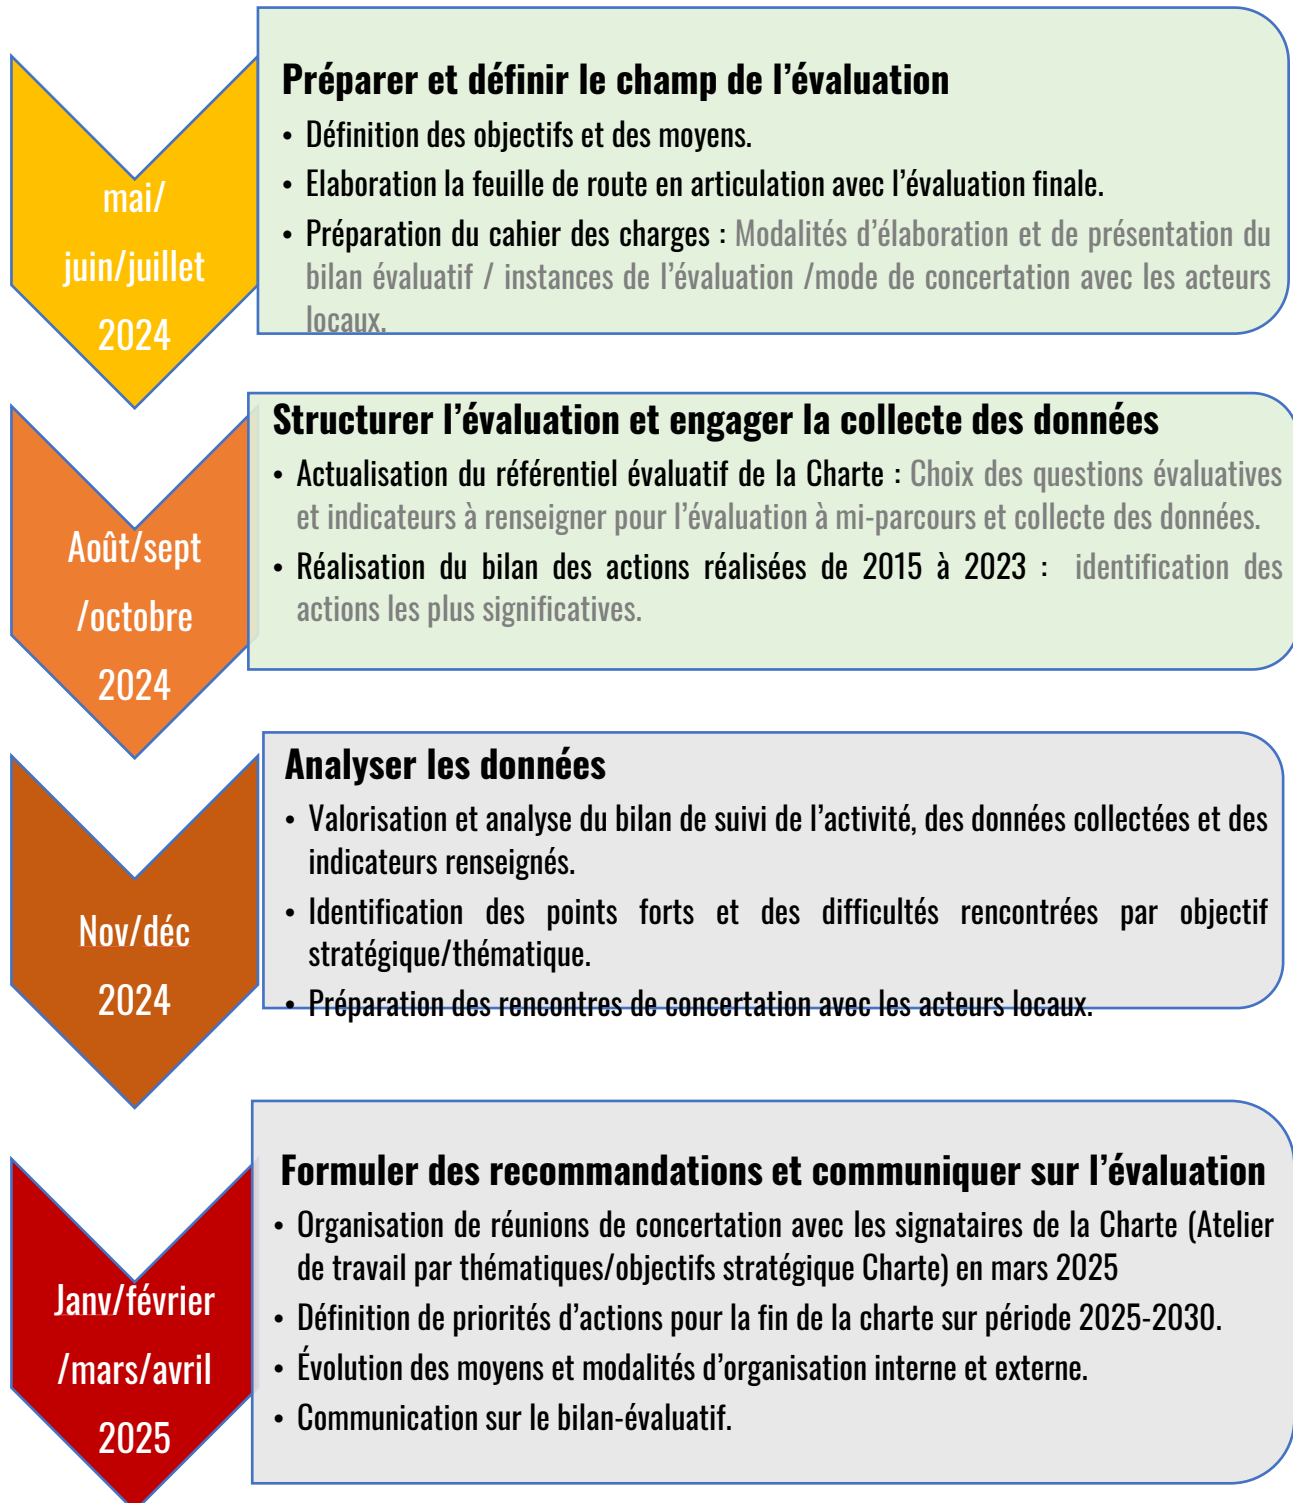 mai/
juin/juillet
2024
Préparer et définir le champ de l’évaluation
• Définition des objectifs et des moyens.
• Elaboration la feuille de route en articulation avec l’évaluation finale.
• Préparation du cahier des charges : Modalités d’élaboration et de présentation du
bilan évaluatif / instances de l’évaluation /mode de concertation avec les acteurs
locaux.
Août/sept
/octobre
2024
Structurer l’évaluation et engager la collecte des données
• Actualisation du référentiel évaluatif de la Charte : Choix des questions évaluatives
et indicateurs à renseigner pour l’évaluation à mi-parcours et collecte des données.
• Réalisation du bilan des actions réalisées de 2015 à 2023 : identification des
actions les plus significatives.
Nov/déc
2024
Analyser les données
• Valorisation et analyse du bilan de suivi de l’activité, des données collectées et des
indicateurs renseignés.
• Identification des points forts et des difficultés rencontrées par objectif
stratégique/thématique.
• Préparation des rencontres de concertation avec les acteurs locaux.
Janv/février
/mars/avril
2025
Formuler des recommandations et communiquer sur l’évaluation
• Organisation de réunions de concertation avec les signataires de la Charte (Atelier
de travail par thématiques/objectifs stratégique Charte) en mars 2025
• Définition de priorités d’actions pour la fin de la charte sur période 2025-2030.
• Évolution des moyens et modalités d’organisation interne et externe.
• Communication sur le bilan-évaluatif.